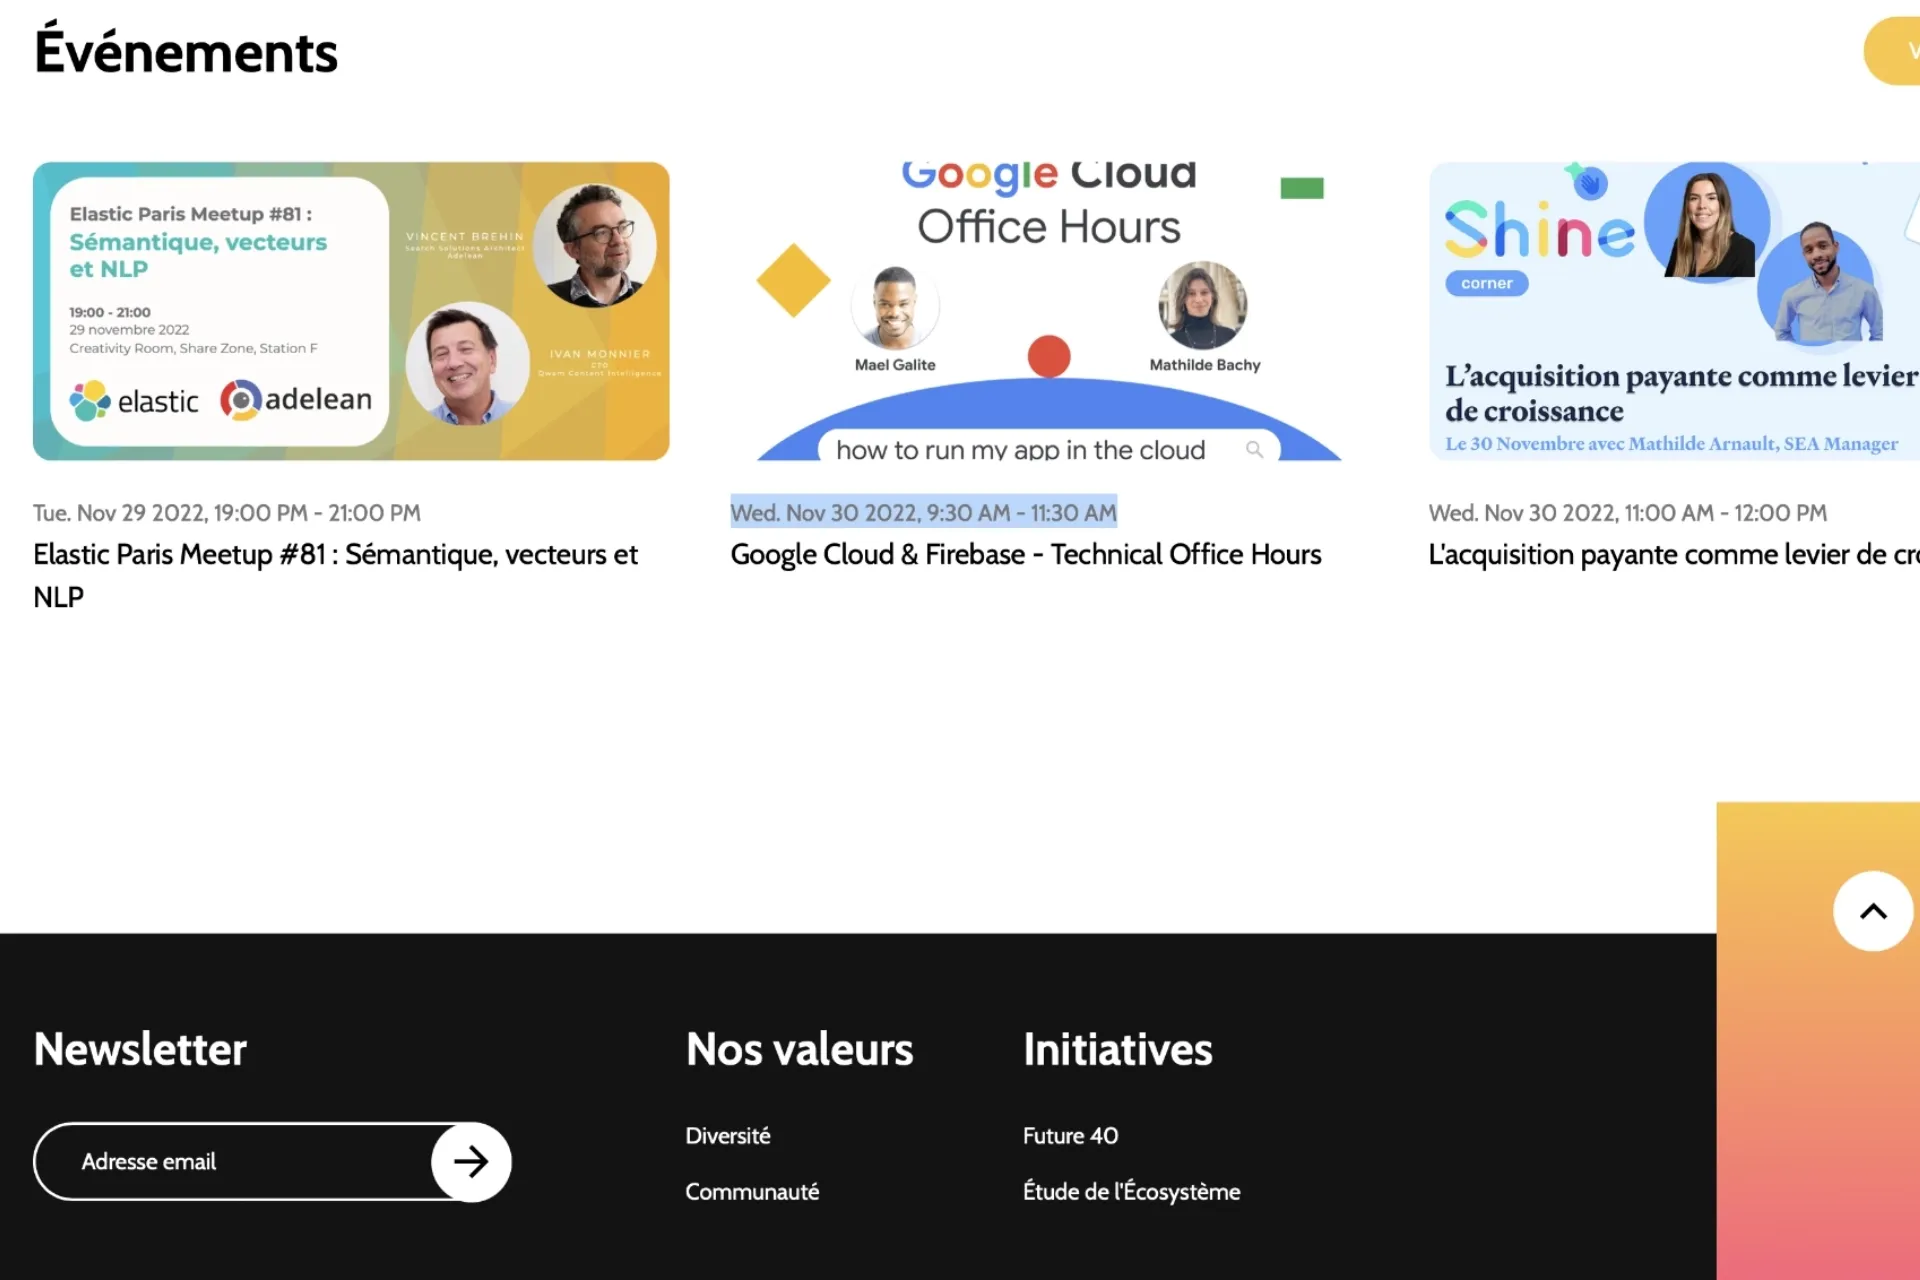 Événements
Elastic Paris Meetup #81 :
Sémantique, vecteurs
et NLP
19:00 - 21:00
29 novembre 2022
Creativity Room, Share Zone, Station F
elastic
adelean
VINCENT BREHIN
Search Solutions Architect
Adelean
IVAN MONNIER
CTO
Qwam Content Intelligence
Tue. Nov 29 2022, 19:00 PM - 21:00 PM
Elastic Paris Meetup #81 : Sémantique, vecteurs et
NLP
Google Cloud
Office Hours
Mael Galite
Mathilde Bachy
how to run my app in the cloud
Wed. Nov 30 2022, 9:30 AM - 11:30 AM
Google Cloud & Firebase - Technical Office Hours
Shine
corner
L'acquisition payante comme levier
de croissance
Le 30 Novembre avec Mathilde Arnault, SEA Manager
Wed. Nov 30 2022, 11:00 AM - 12:00 PM
L'acquisition payante comme levier de
Newsletter
Adresse email
Nos valeurs
Diversité
Communauté
Initiatives
Future 40
Étude de l'Écosystème